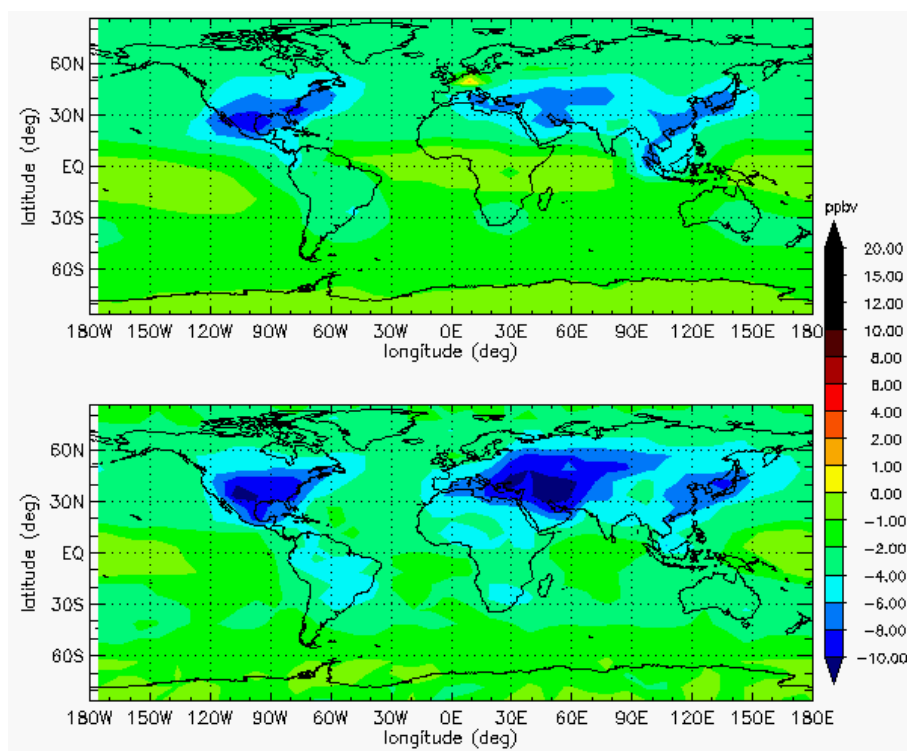 60N
30N
EQ
30S
60S
latitude (deg)
180W 150W 120W 90W 60W 30W 0E 30E 60E 90E 120E 150E 180E
longitude (deg)
60N
30N
EQ
30S
60S
latitude (deg)
180W 150W 120W 90W 60W 30W 0E 30E 60E 90E 120E 150E 180E
longitude (deg)
ppbv
20.00
15.00
12.00
10.00
8.00
6.00
4.00
2.00
1.00
0.00
−1.00
−2.00
−4.00
−6.00
−8.00
−10.00